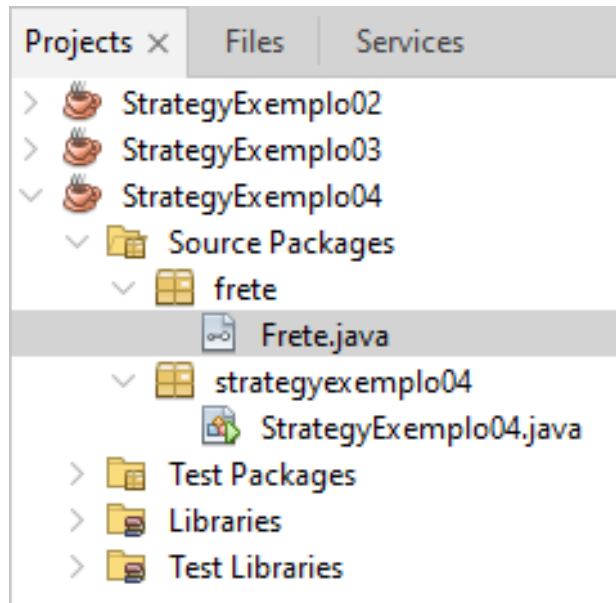 Projects × Files Services
StrategyExemplo02
StrategyExemplo03
StrategyExemplo04
Source Packages
frete
Frete.java
strategyexemplo04
StrategyExemplo04.java
Test Packages
Libraries
Test Libraries